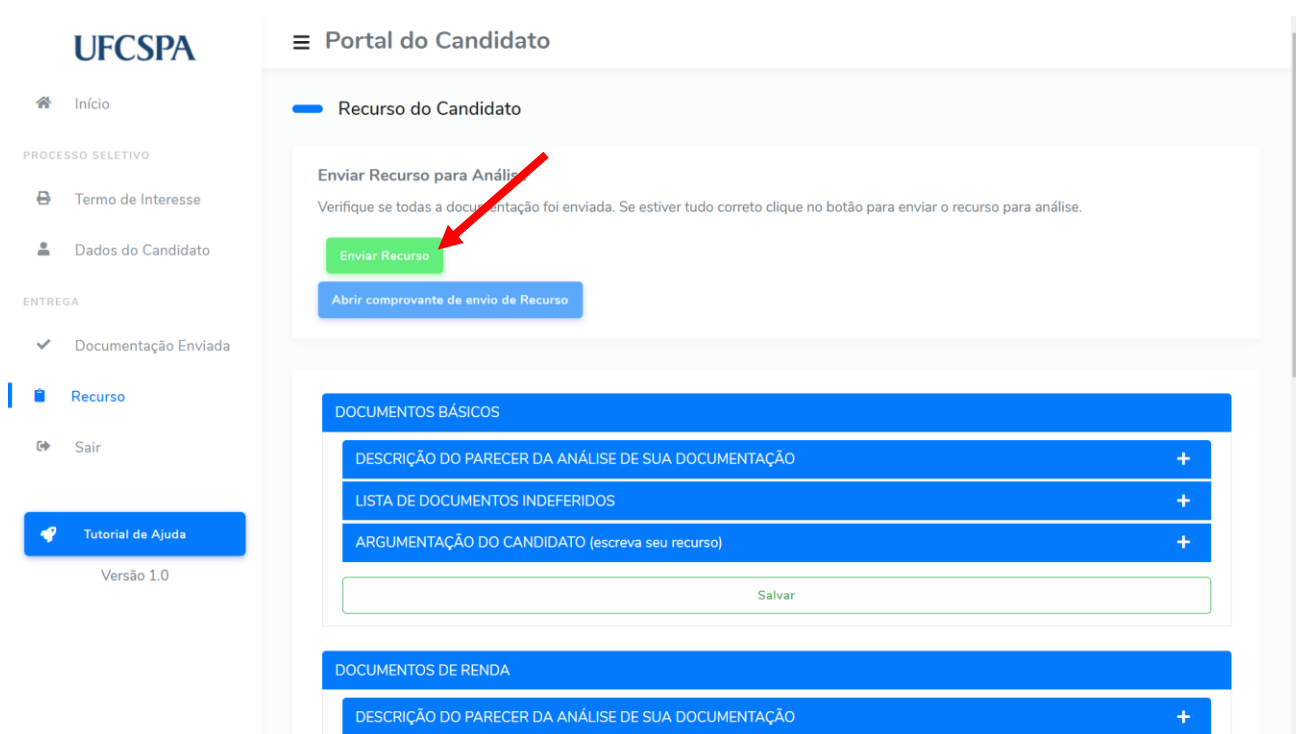 UFCSPA
Início
PROCESSO SELETIVO
Termo de Interesse
Dados do Candidato
ENTREGA
Documentação Enviada
Recurso
Sair
Tutorial de Ajuda
Versão 1.0
Portal do Candidato
Recurso do Candidato
Enviar Recurso para Análise
Verifique se todas a documentação foi enviada. Se estiver tudo correto clique no botão para enviar o recurso para análise.
Enviar Recurso
Abrir comprovante de envio de Recurso
DOCUMENTOS BÁSICOS
DESCRIÇÃO DO PARECER DA ANÁLISE DE SUA DOCUMENTAÇÃO
LISTA DE DOCUMENTOS INDEFERIDOS
ARGUMENTAÇÃO DO CANDIDATO (escreva seu recurso)
Salvar
DOCUMENTOS DE RENDA
DESCRIÇÃO DO PARECER DA ANÁLISE DE SUA DOCUMENTAÇÃO